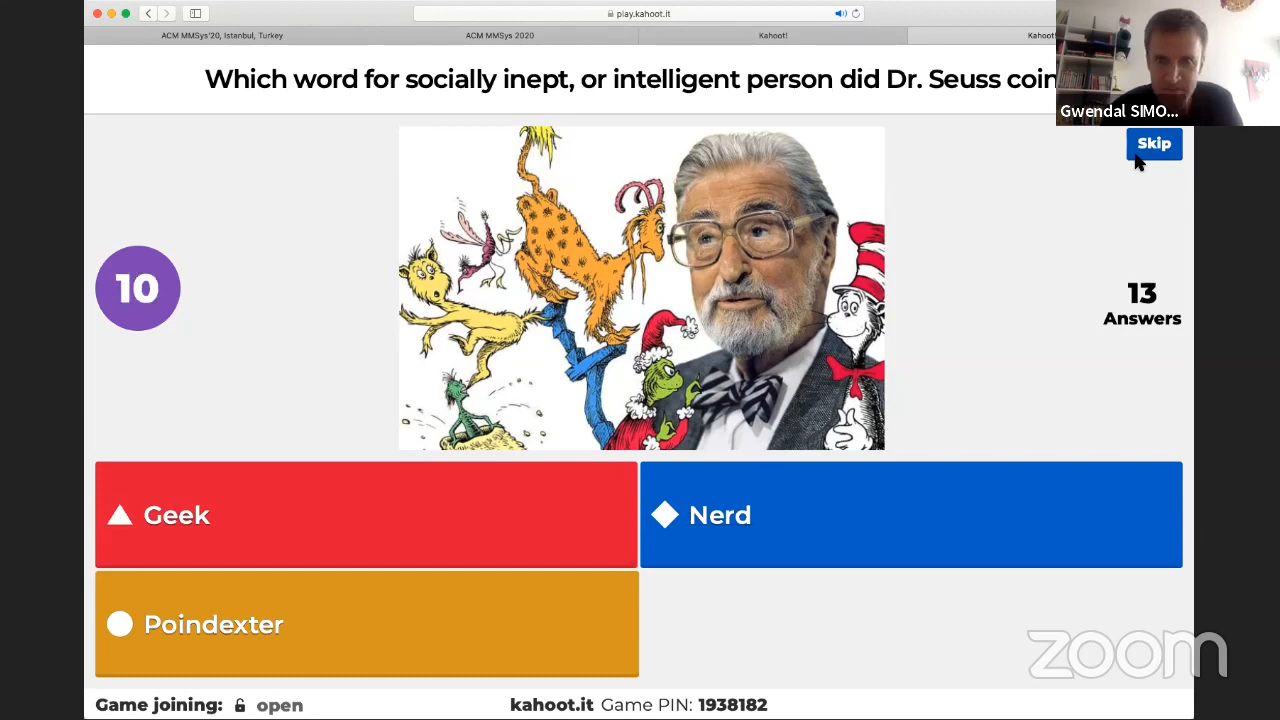 play.kahoot.it
ACM MMSys'20, Istanbul, Turkey
ACM MMSys 2020
Kahoot!
Kahoot!
Which word for socially inept, or intelligent person did Dr. Seuss coin
Gwendal SIMO...
Skip
10
13
Answers
Geek
Nerd
Poindexter
zoom
Game joining: open
kahoot.it Game PIN: 1938182